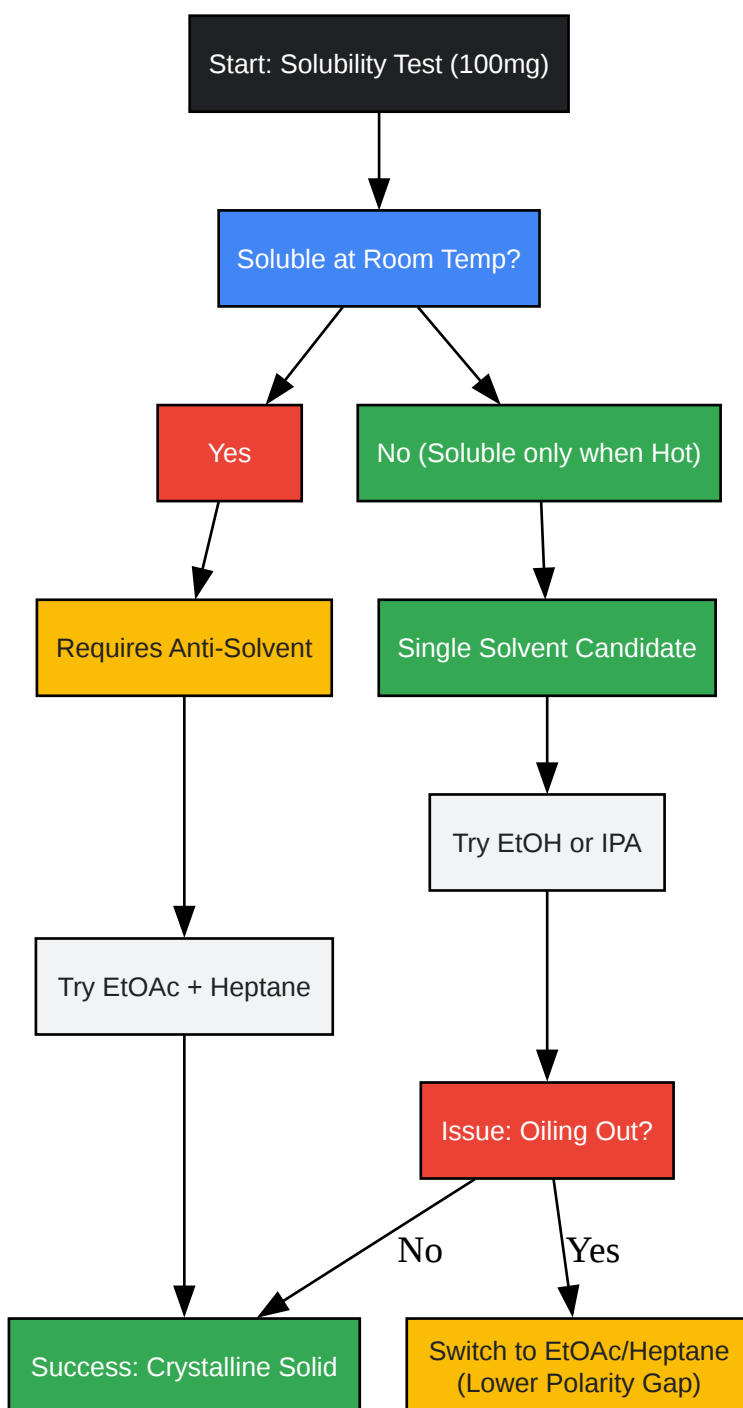 Start: Solubility Test (100mg)
Soluble at Room Temp?
Yes
No (Soluble only when Hot)
Requires Anti-Solvent
Single Solvent Candidate
Try EtOH or IPA
Try EtOAc + Heptane
Issue: Oiling Out?
No
Yes
Success: Crystalline Solid
Switch to EtOAc/Heptane
(Lower Polarity Gap)